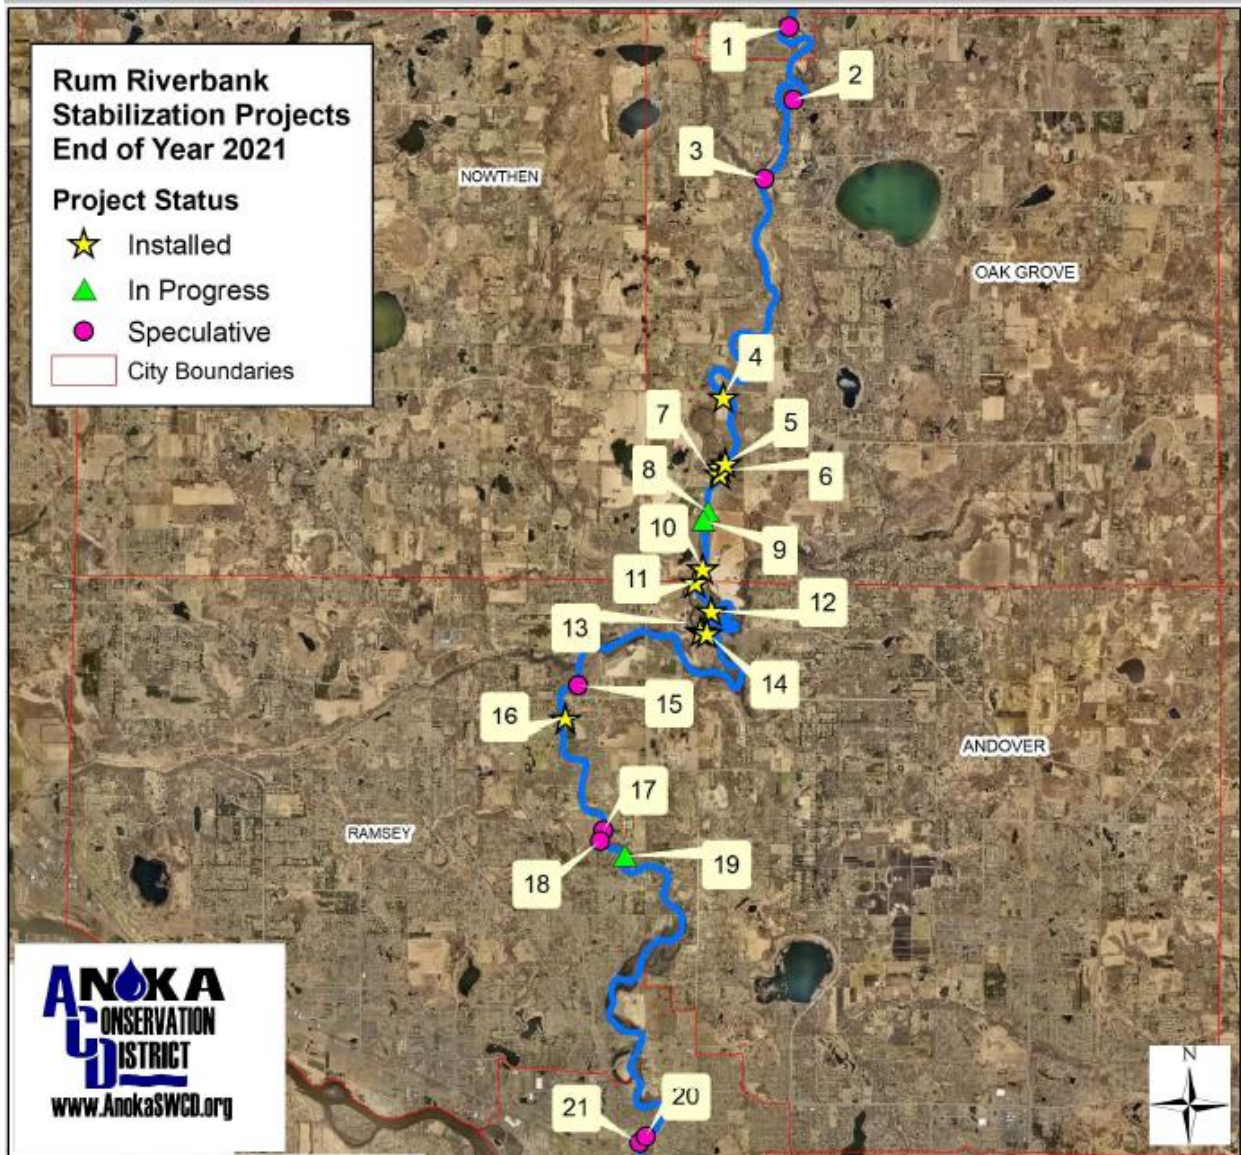 Rum Riverbank
Stabilization Projects
End of Year 2021
Project Status
Installed
In Progress
Speculative
City Boundaries
1
2
3
NOWTHEN
OAK GROVE
4
7
5
8
6
10
9
11
12
13
14
15
16
ANDOVER
17
RAMSEY
19
18
ANOKA
CONSERVATION
DISTRICT
www.AnokaSWCD.org
N
20
21